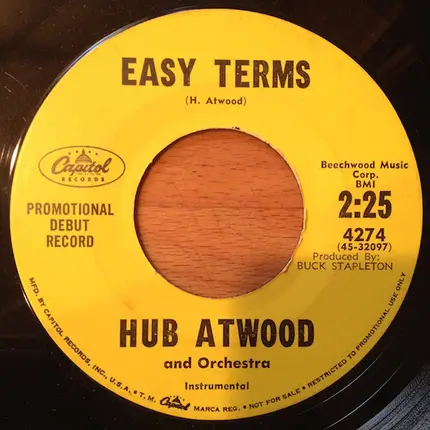 EASY TERMS
(H. Atwood)
Capitol
RECORDS
PROMOTIONAL
DEBUT
RECORD
Beechwood Music
Corp.
BMI
2:25
4274
(45-32097)
Produced By:
BUCK STAPLETON
HUB ATWOOD
and Orchestra
Instrumental
MFD. BY CAPITOL RECORDS, INC., U.S.A. • T.M. Capitol MARCA REG. • NOT FOR SALE • RESTRICTED TO PROMOTIONAL USE ONLY